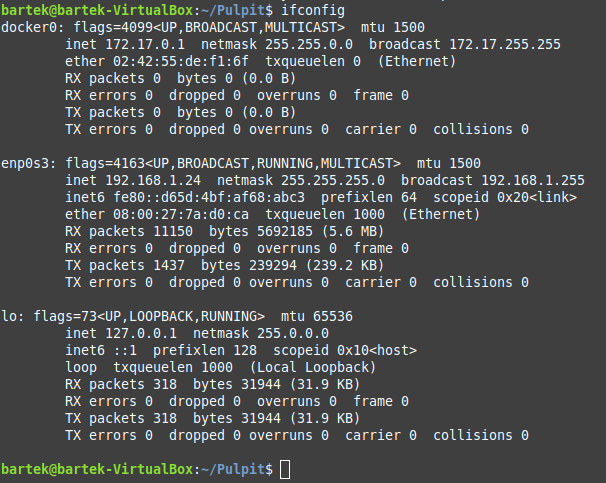 bartek@bartek-VirtualBox:~/Pulpit$ ifconfig
docker0: flags=4099<UP,BROADCAST,MULTICAST>  mtu 1500
        inet 172.17.0.1  netmask 255.255.0.0  broadcast 172.17.255.255
        ether 02:42:55:de:f1:6f  txqueuelen 0  (Ethernet)
        RX packets 0  bytes 0 (0.0 B)
        RX errors 0  dropped 0  overruns 0  frame 0
        TX packets 0  bytes 0 (0.0 B)
        TX errors 0  dropped 0 overruns 0  carrier 0  collisions 0

enp0s3: flags=4163<UP,BROADCAST,RUNNING,MULTICAST>  mtu 1500
        inet 192.168.1.24  netmask 255.255.255.0  broadcast 192.168.1.255
        inet6 fe80::d65d:4bf:af68:abc3  prefixlen 64  scopeid 0x20<link>
        ether 08:00:27:7a:d0:ca  txqueuelen 1000  (Ethernet)
        RX packets 11150  bytes 5692185 (5.6 MB)
        RX errors 0  dropped 0  overruns 0  frame 0
        TX packets 1437  bytes 239294 (239.2 KB)
        TX errors 0  dropped 0 overruns 0  carrier 0  collisions 0

lo: flags=73<UP,LOOPBACK,RUNNING>  mtu 65536
        inet 127.0.0.1  netmask 255.0.0.0
        inet6 ::1  prefixlen 128  scopeid 0x10<host>
        loop  txqueuelen 1000  (Local Loopback)
        RX packets 318  bytes 31944 (31.9 KB)
        RX errors 0  dropped 0  overruns 0  frame 0
        TX packets 318  bytes 31944 (31.9 KB)
        TX errors 0  dropped 0 overruns 0  carrier 0  collisions 0

bartek@bartek-VirtualBox:~/Pulpit$